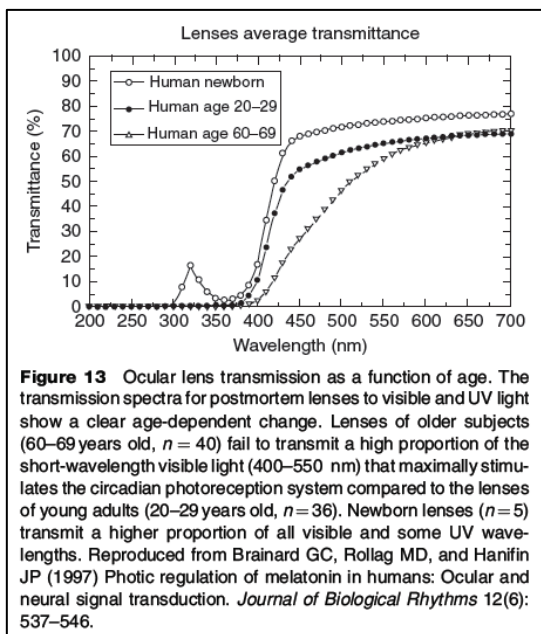 Lenses average transmittance
100
90
80
70
60
50
40
30
20
10
0
Transmittance (%)
Human newborn
Human age 20–29
Human age 60–69
200 250 300 350 400 450 500 550 600 650 700
Wavelength (nm)
Figure 13 Ocular lens transmission as a function of age. The
transmission spectra for postmortem lenses to visible and UV light
show a clear age-dependent change. Lenses of older subjects
(60–69 years old, n = 40) fail to transmit a high proportion of the
short-wavelength visible light (400–550 nm) that maximally stimu-
lates the circadian photoreception system compared to the lenses
of young adults (20–29 years old, n = 36). Newborn lenses (n = 5)
transmit a higher proportion of all visible and some UV wave-
lengths. Reproduced from Brainard GC, Rollag MD, and Hanifin
JP (1997) Photic regulation of melatonin in humans: Ocular and
neural signal transduction. Journal of Biological Rhythms 12(6):
537–546.